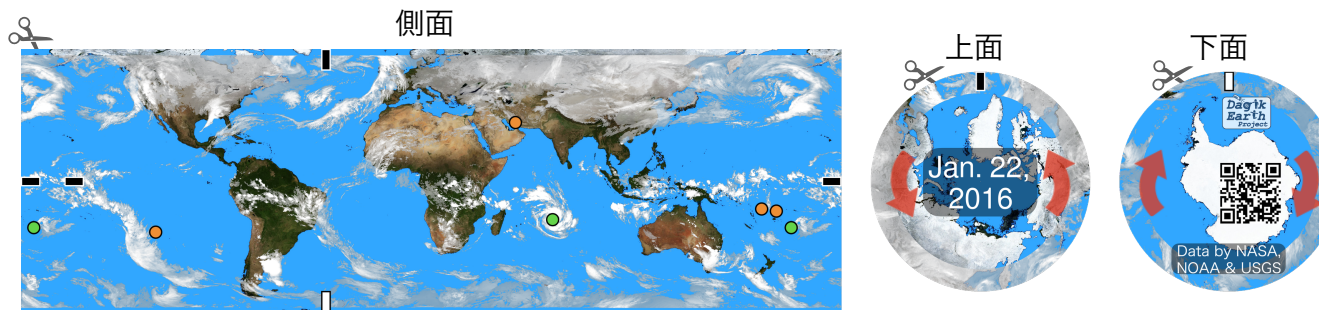 側面
上面
下面
Jan. 22,
2016
Dagik
Earth
Project
Data by NASA,
NOAA & USGS